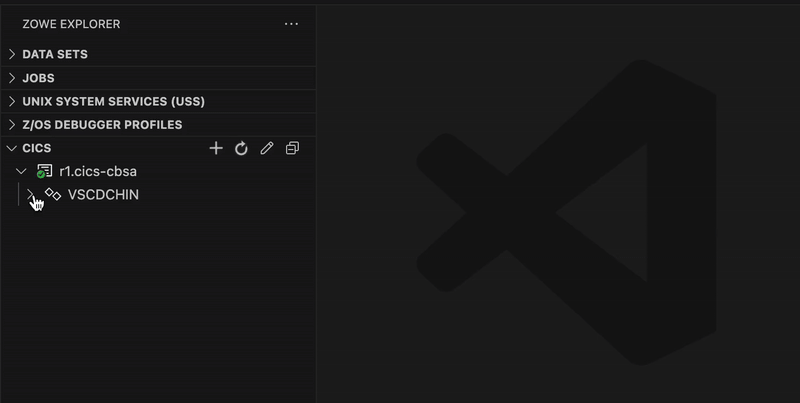 ZOWE EXPLORER
DATA SETS
JOBS
UNIX SYSTEM SERVICES (USS)
Z/OS DEBUGGER PROFILES
CICS
r1.cics-cbsa
VSCDCHIN